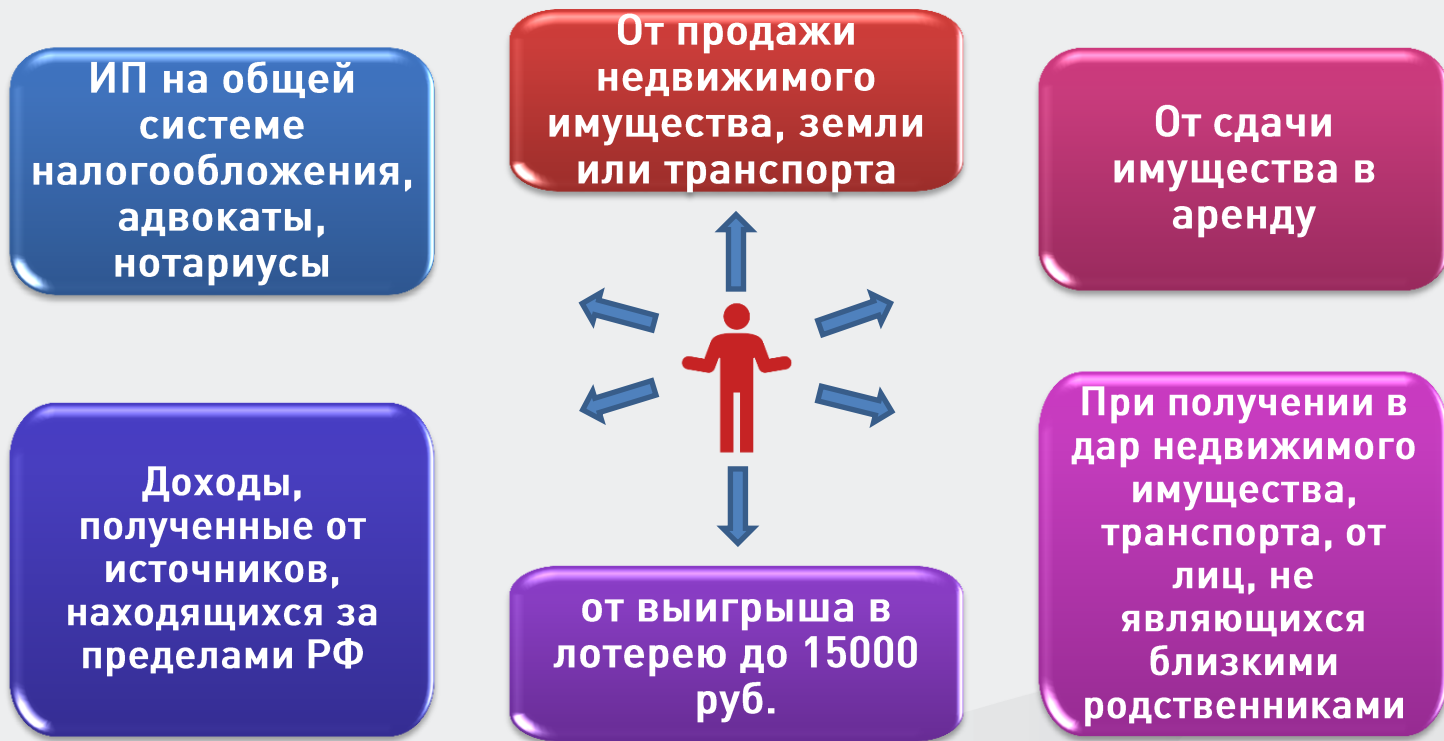 ИП на общей
системе
налогообложения,
адвокаты,
нотариусы
От продажи
недвижимого
имущества, земли
или транспорта
От сдачи
имущества в
аренду
Доходы,
полученные от
источников,
находящихся за
пределами РФ
от выигрыша в
лотерею до 15000
руб.
При получении в
дар недвижимого
имущества,
транспорта, от
лиц, не
являющихся
близкими
родственниками